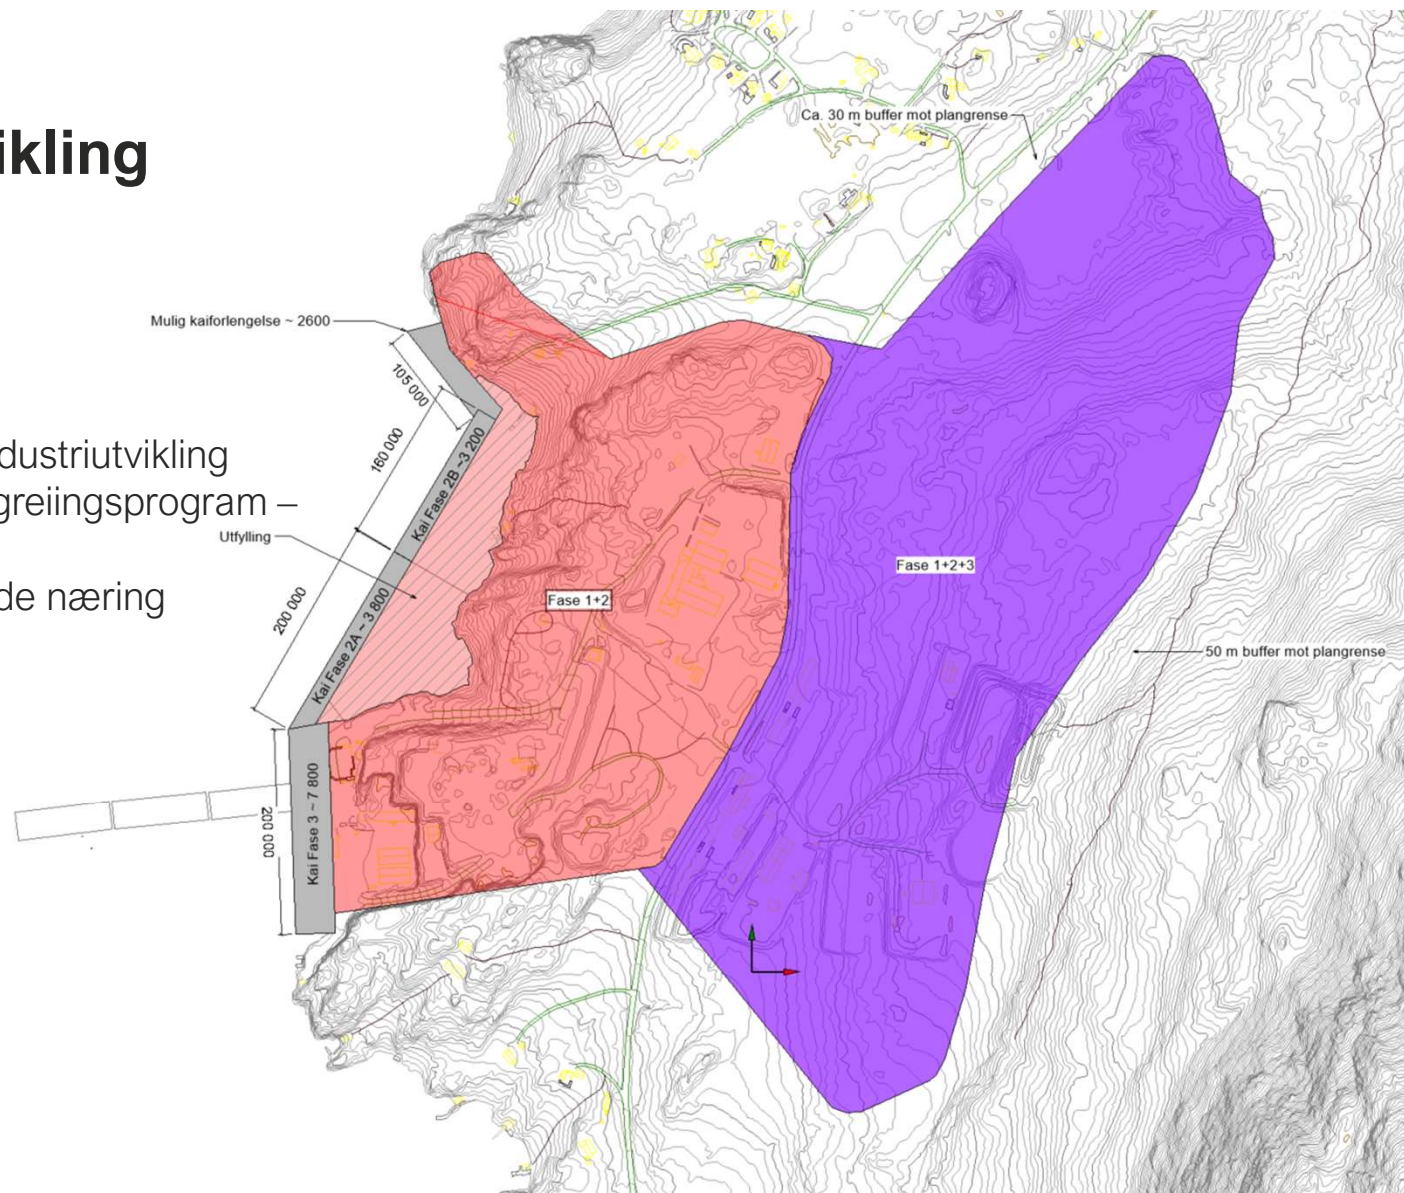 ikling
Ca. 30 m buffer mot plangrense
Mulig kaiforlengelse ~ 2600
105 000
160 000
Kai Fase 2B ~3 200
dustriutvikling
greiingsprogram –
Utfylling
de næring
200 000
Kai Fase 2A ~ 3 800
Fase 1+2
Fase 1+2+3
50 m buffer mot plangrense
200 000
Kai Fase 3 ~ 7 800